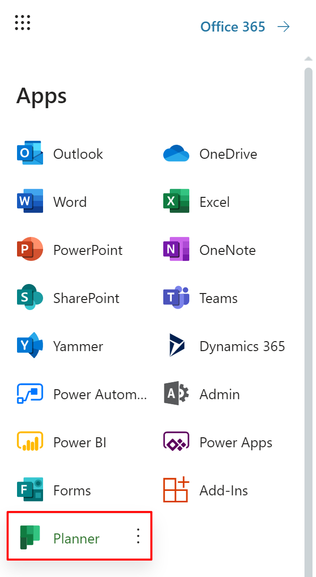 Office 365 →
Apps
Outlook
OneDrive
Word
Excel
PowerPoint
OneNote
SharePoint
Teams
Yammer
Dynamics 365
Power Autom...
Admin
Power BI
Power Apps
Forms
Add-Ins
Planner